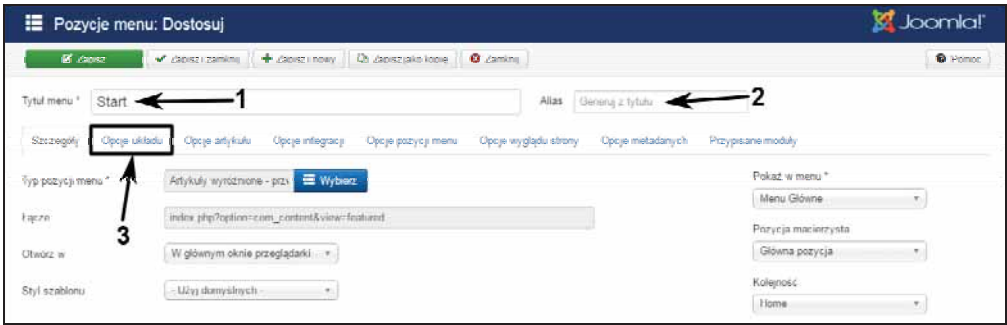 Pozycje menu: Dostosuj
Joomla!
Zapisz Zapisz i zamknij Zapisz i nowy Zapisz jako kopię Zamknij Pomoc
Tytuł menu * Start 1 Alias Generuj z tytułu 2
Szczegóły Opcje układu Opcje artykułu Opcje integracji Opcje pozycji menu Opcje wyglądu strony Opcje metadanych Przypisane moduły
Typ pozycji menu * Artykuły wyróżnione - przy Wybierz
Pokaż w menu *
Menu Główne
Łącze index.php?option=com_content&view=featured
3
Pozycja macierzysta
Główna pozycja
Otwórz w W głównym oknie przeglądarki
Styl szablonu - Użyj domyślnych -
Kolejność
Home